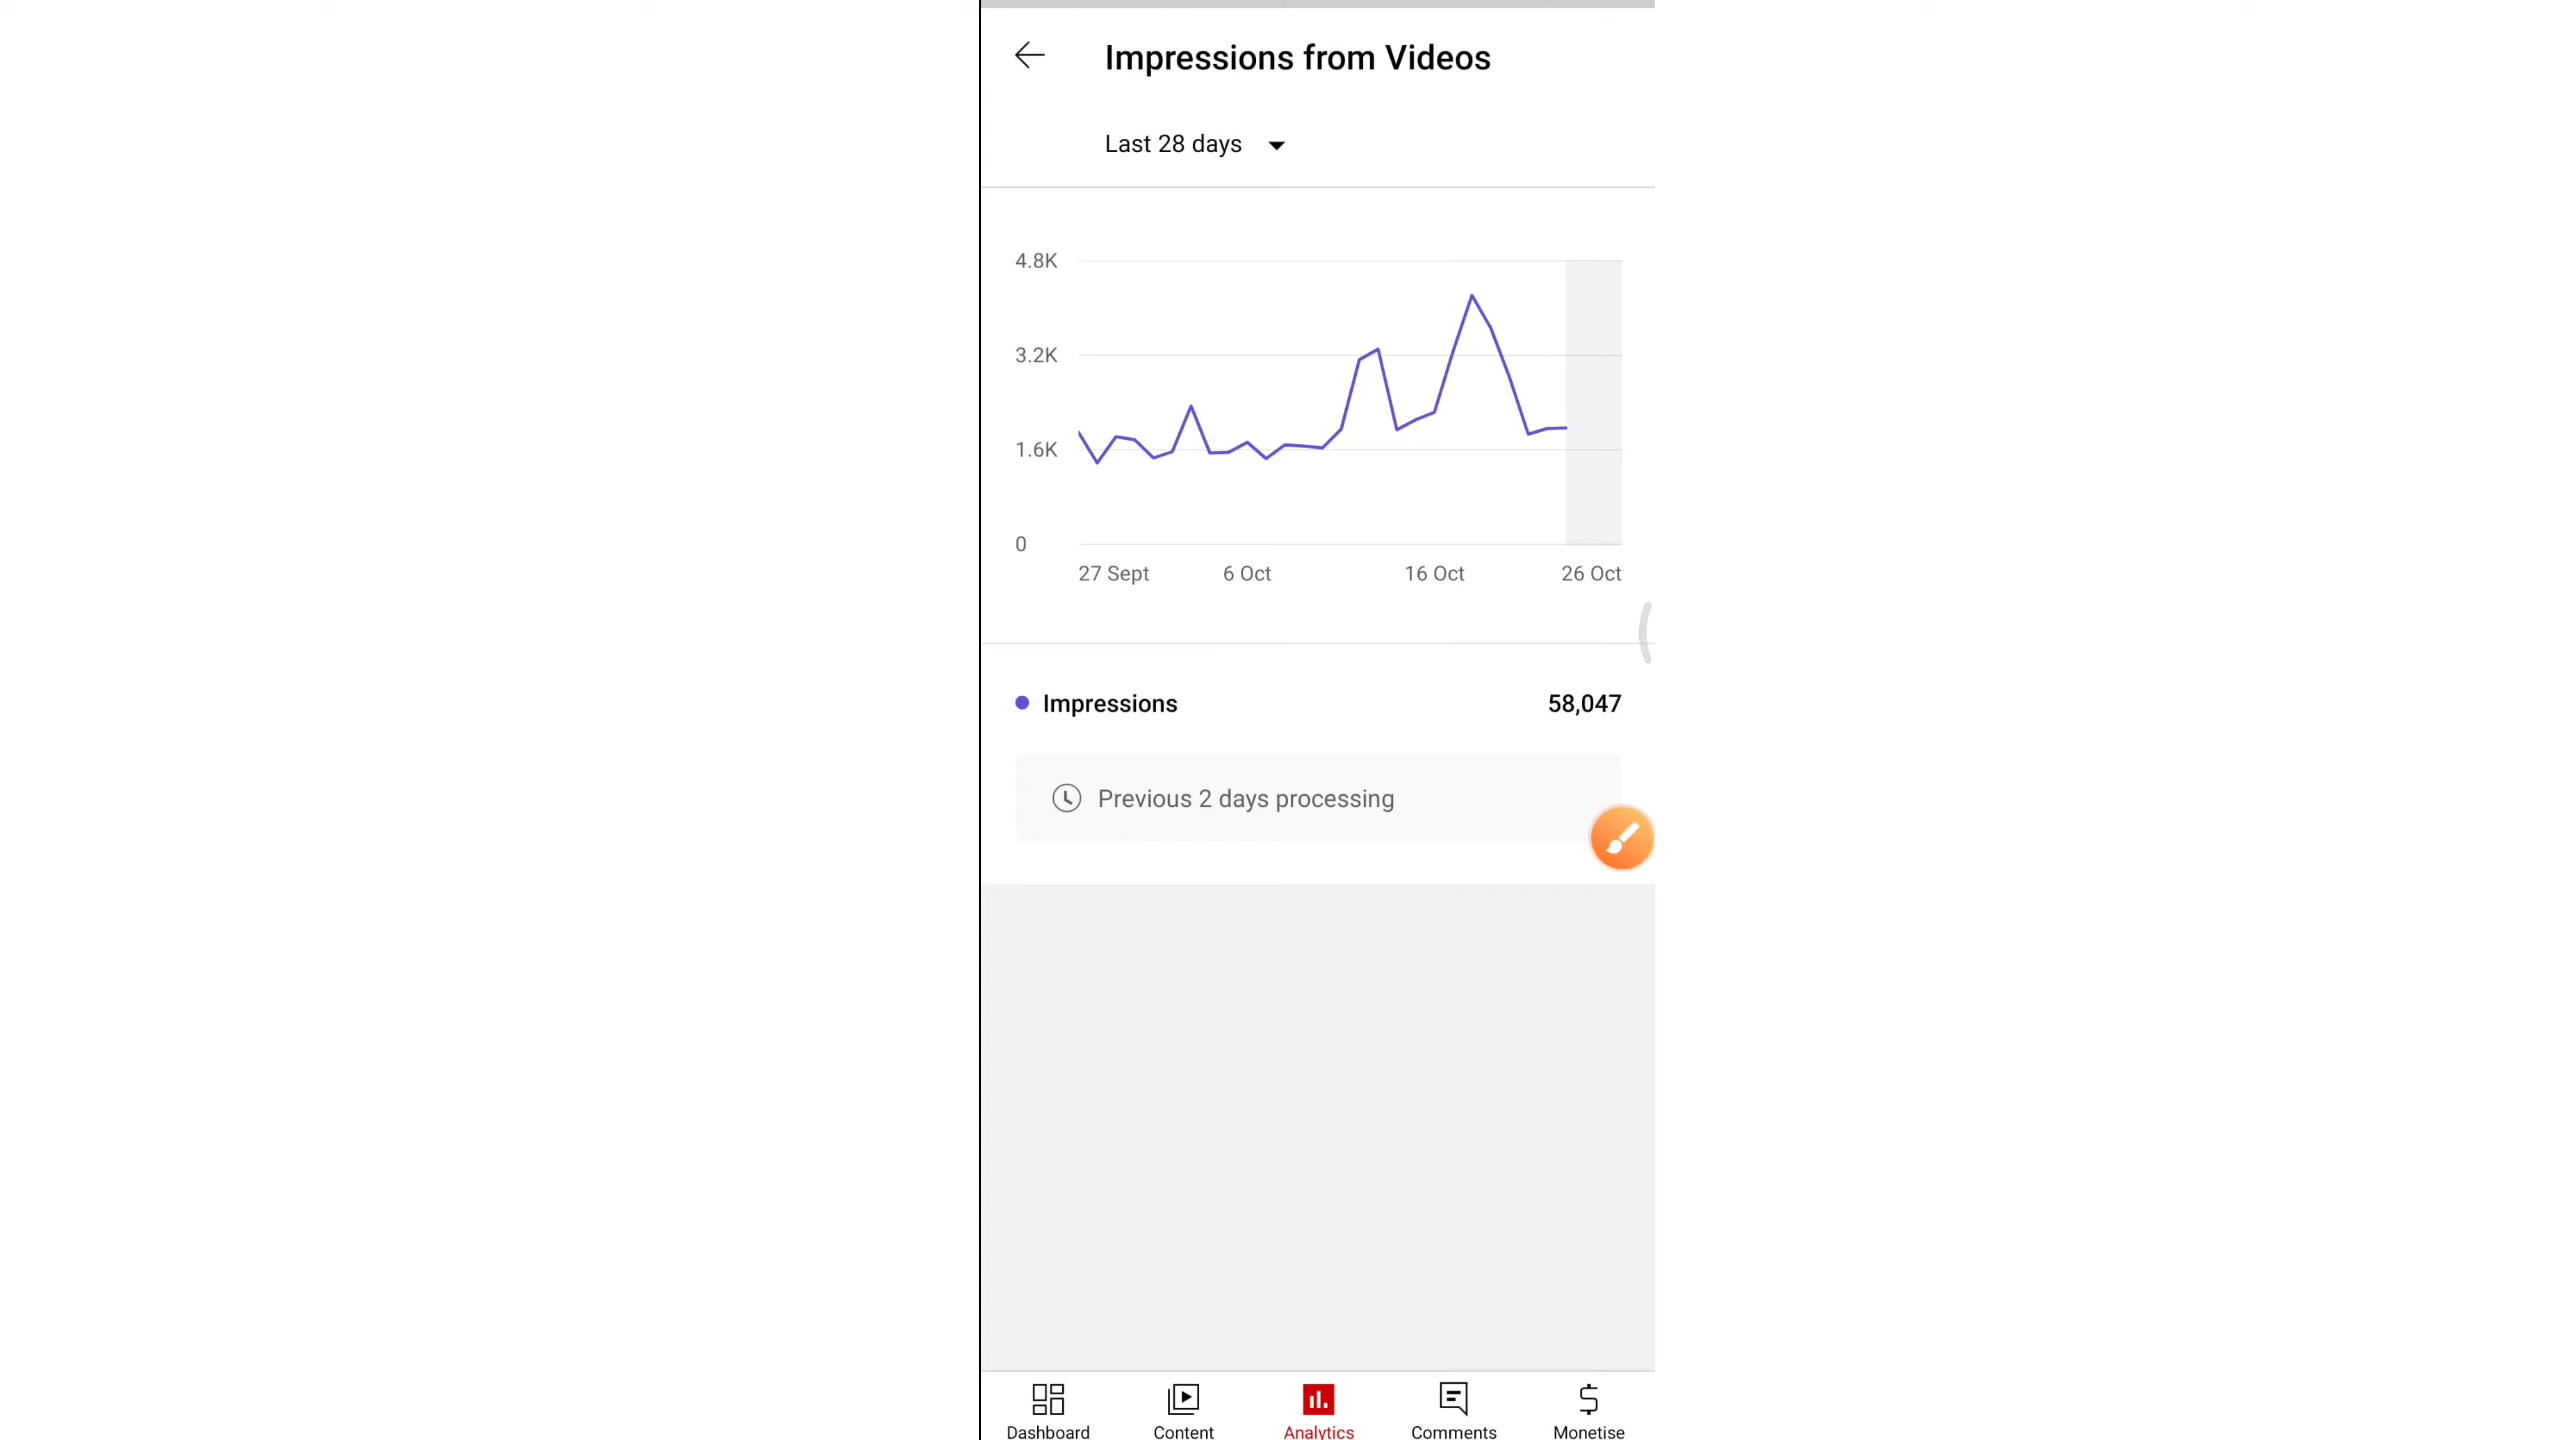 Impressions from Videos
Last 28 days
4.8K
3.2K
1.6K
0
27 Sept 6 Oct 16 Oct 26 Oct
Impressions 58,047
Previous 2 days processing
Dashboard Content Analytics Comments Monetise